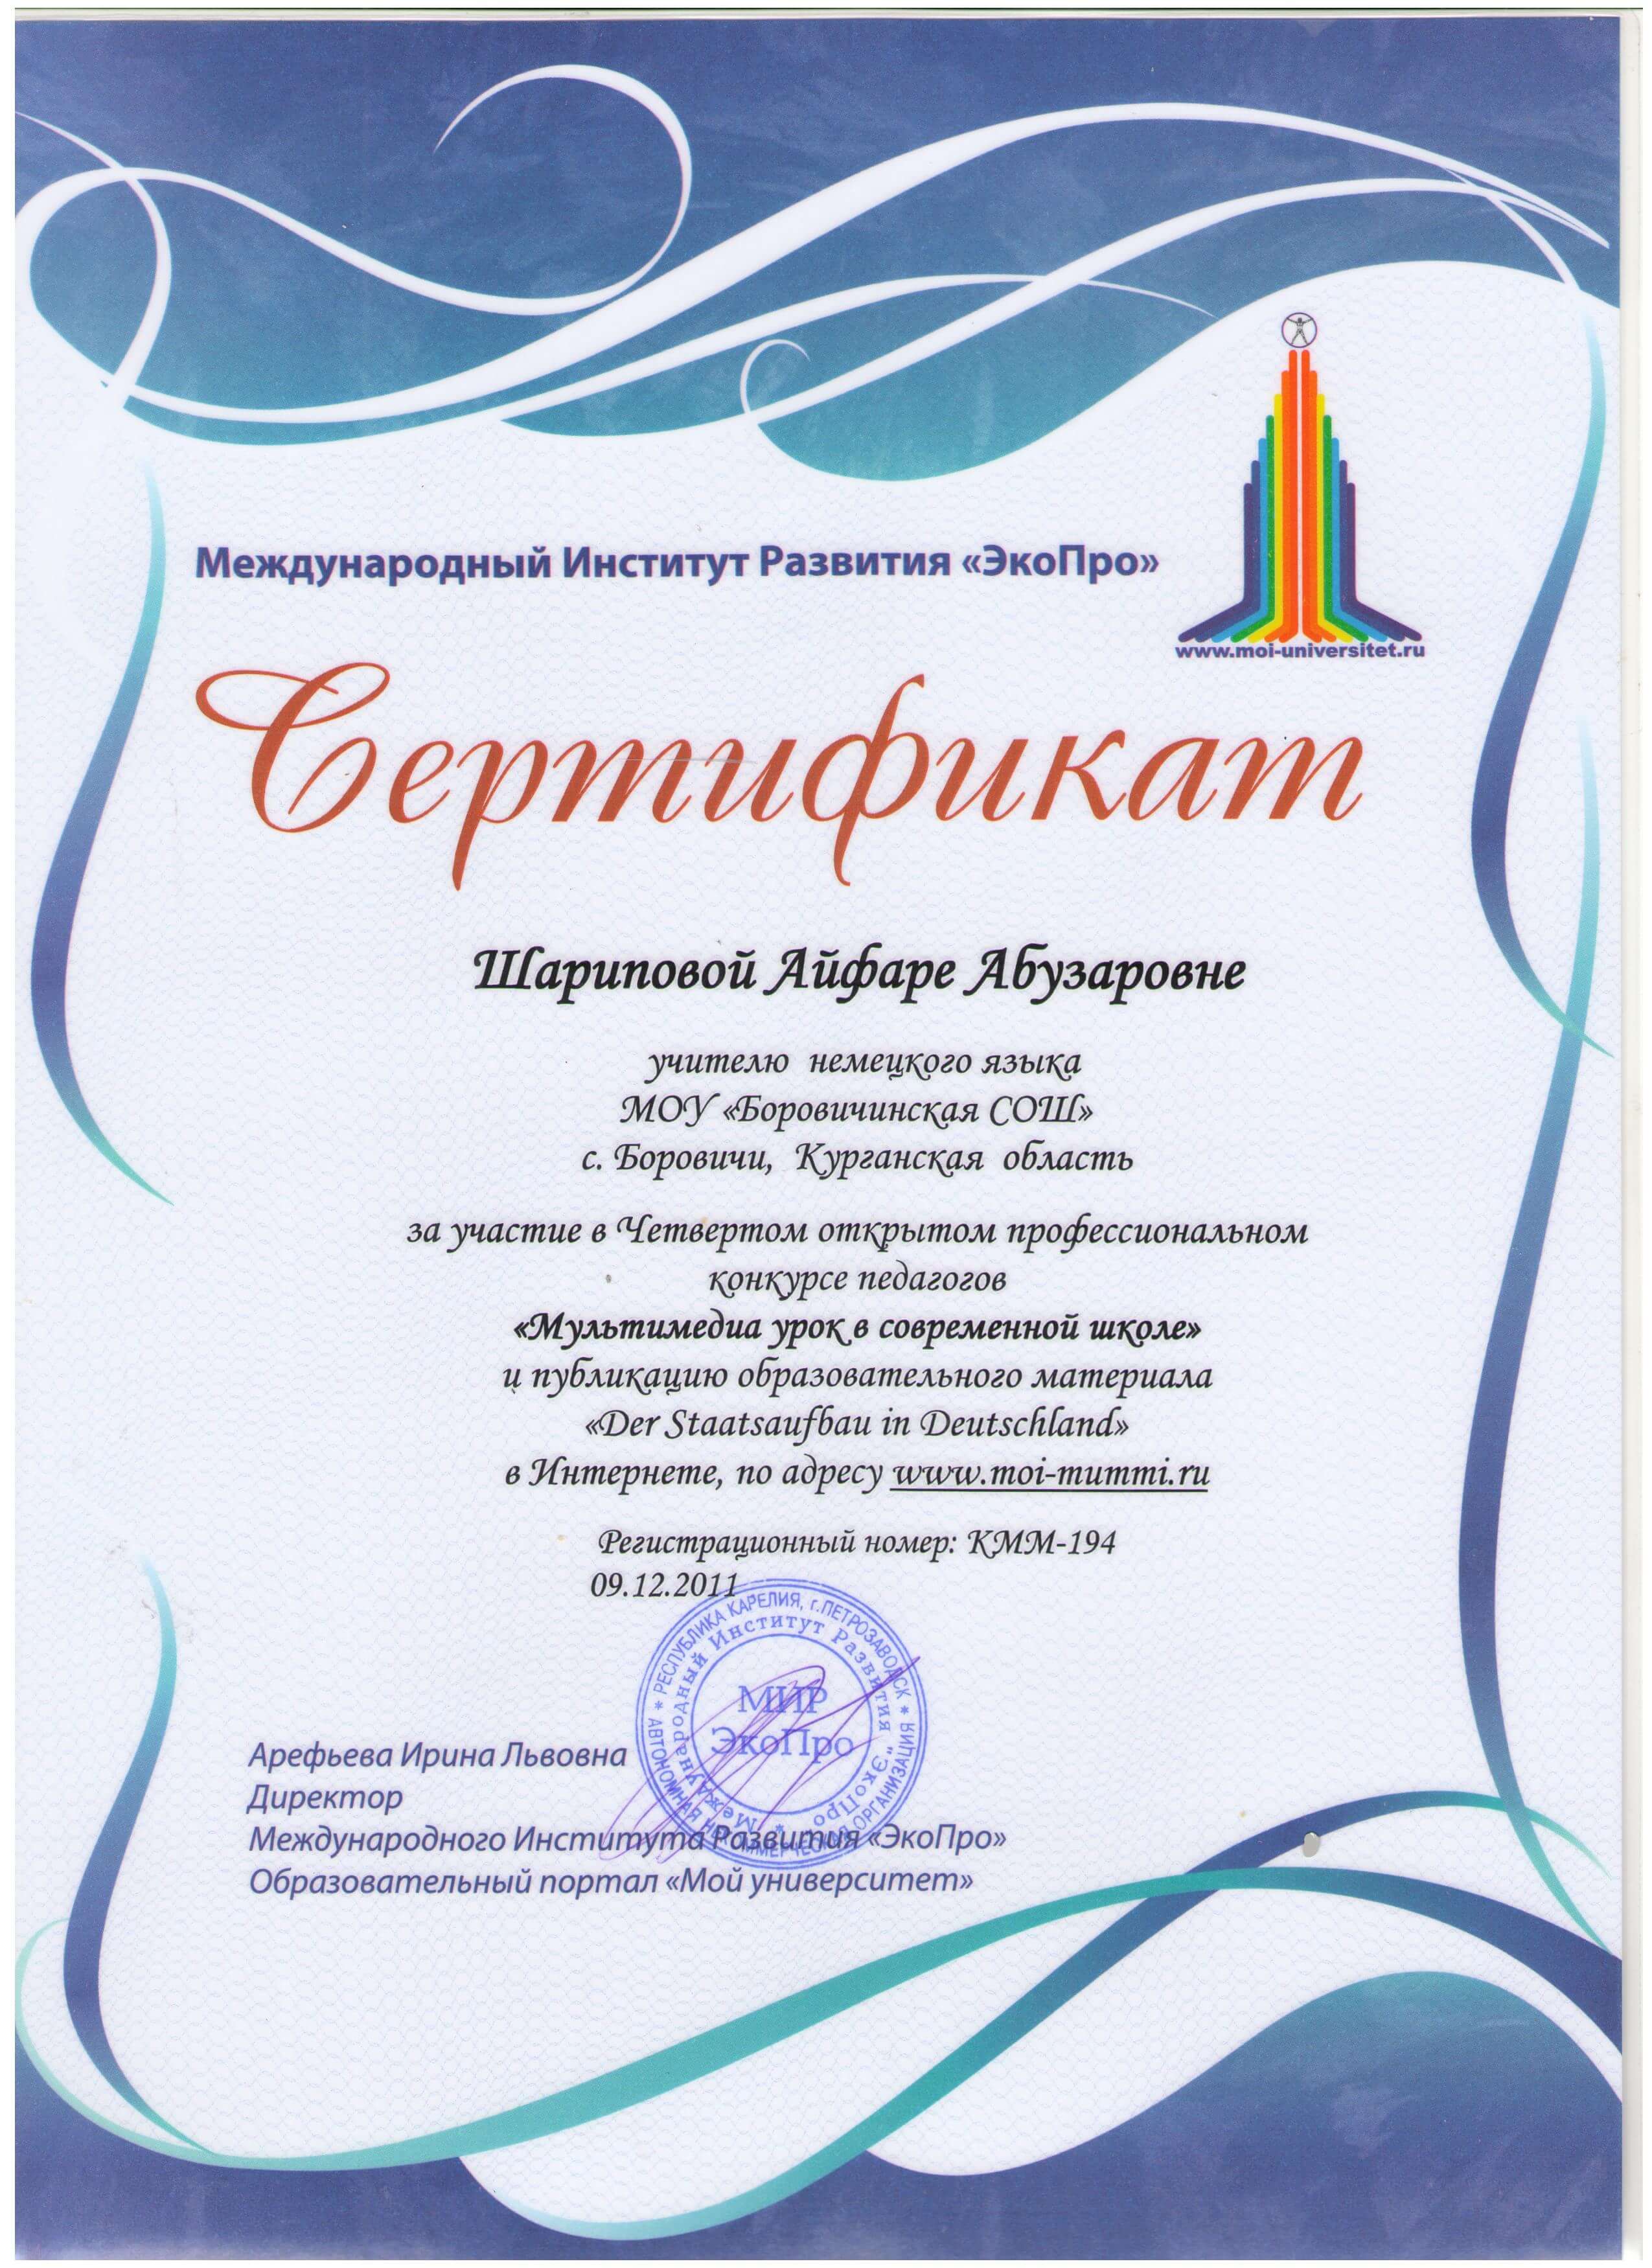 www.moi-universitet.ru
Международный Институт Развития «ЭкоПро»
Сертификат
Шариповой Айфаре Абузаровне
учителю немецкого языка
МОУ «Боровичинская СОШ»
с. Боровичи, Курганская область
за участие в Четвертом открытом профессиональном
конкурсе педагогов
«Мультимедиа урок в современной школе»
и публикацию образовательного материала
«Der Staatsaufbau in Deutschland»
в Интернете, по адресу www.moi-mummi.ru
Регистрационный номер: КММ-194
09.12.2011
* РЕСПУБЛИКА КАРЕЛИЯ, г.ПЕТРОЗАВОДСК *
АВТОНОМНАЯ НЕКОММЕРЧЕСКАЯ ОРГАНИЗАЦИЯ
* Международный Институт Развития "ЭкоПро"
МИР
ЭкоПро
Арефьева Ирина Львовна
Директор
Международного Института Развития «ЭкоПро»
Образовательный портал «Мой университет»